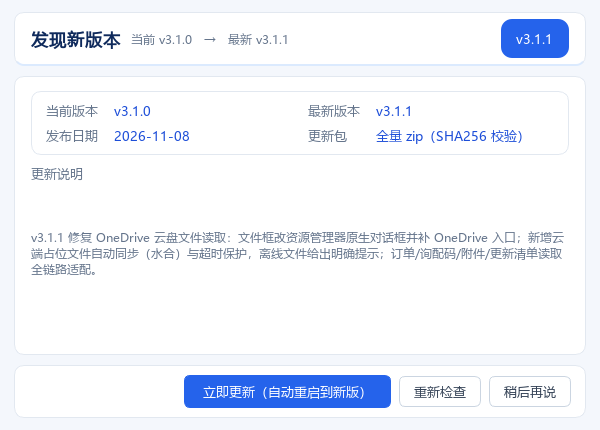 发现新版本 当前 v3.1.0 → 最新 v3.1.1 v3.1.1
当前版本 v3.1.0 最新版本 v3.1.1
发布日期 2026-11-08 更新包 全量 zip（SHA256 校验）
更新说明
v3.1.1 修复 OneDrive 云盘文件读取：文件框改资源管理器原生对话框并补 OneDrive 入口；新增云
端占位文件自动同步（水合）与超时保护，离线文件给出明确提示；订单/询配码/附件/更新清单读取
全链路适配。
立即更新（自动重启到新版） 重新检查 稍后再说